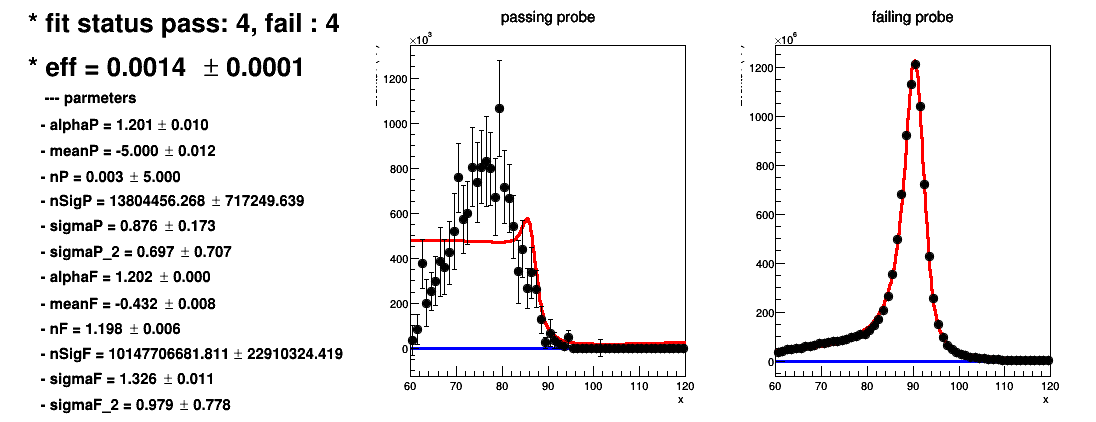 * fit status pass: 4, fail : 4
* eff = 0.0014 ± 0.0001
--- parmeters
- alphaP = 1.201 ± 0.010
- meanP = -5.000 ± 0.012
- nP = 0.003 ± 5.000
- nSigP = 13804456.268 ± 717249.639
- sigmaP = 0.876 ± 0.173
- sigmaP_2 = 0.697 ± 0.707
- alphaF = 1.202 ± 0.000
- meanF = -0.432 ± 0.008
- nF = 1.198 ± 0.006
- nSigF = 10147706681.811 ± 22910324.419
- sigmaF = 1.326 ± 0.011
- sigmaF_2 = 0.979 ± 0.778
passing probe
×10³
1200
1000
800
600
400
200
0
60 70 80 90 100 110 120
x
failing probe
×10⁶
1200
1000
800
600
400
200
0
60 70 80 90 100 110 120
x